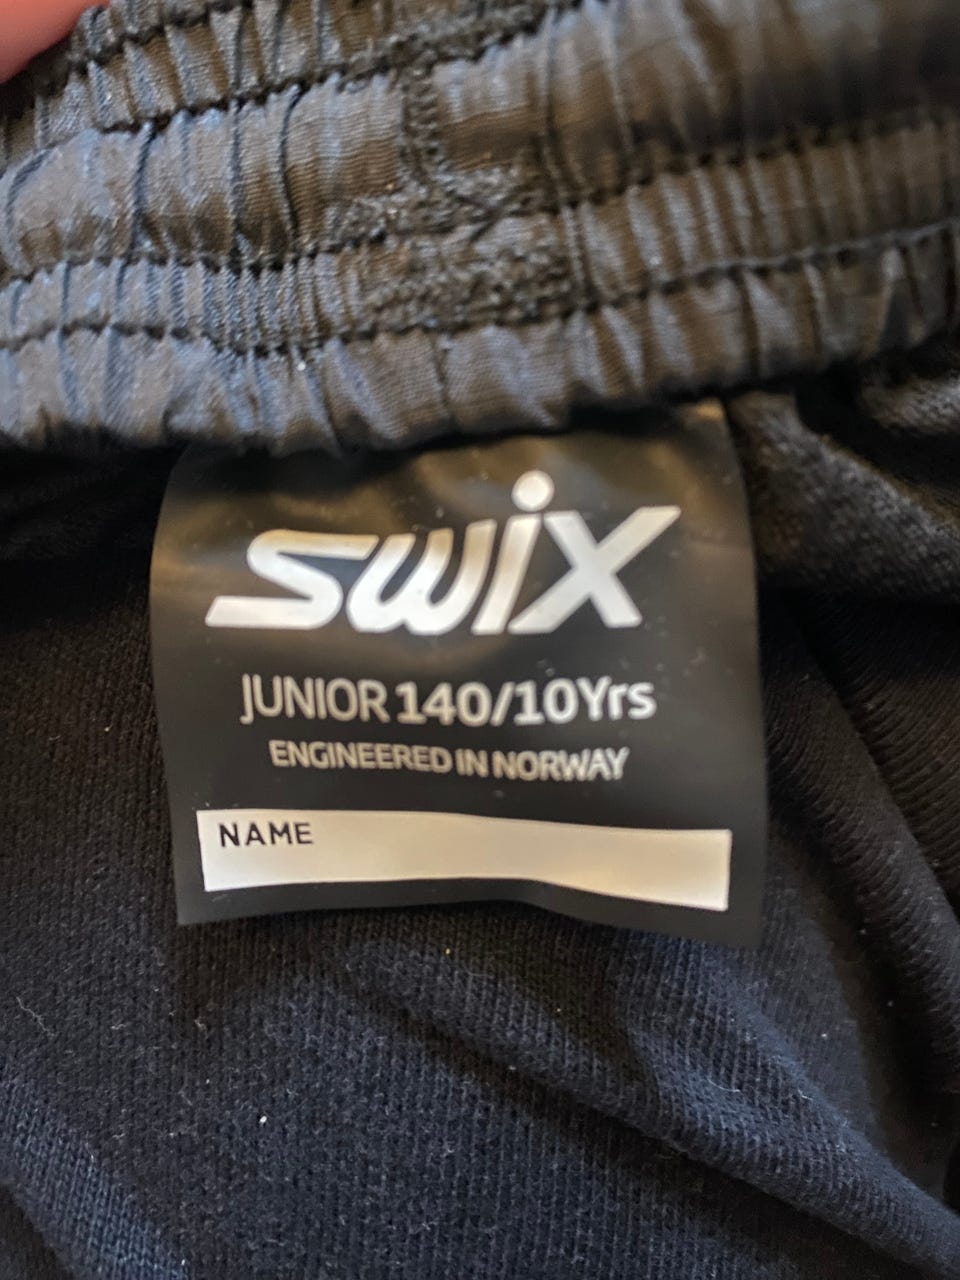 swix
JUNIOR 140/10Yrs
ENGINEERED IN NORWAY
NAME